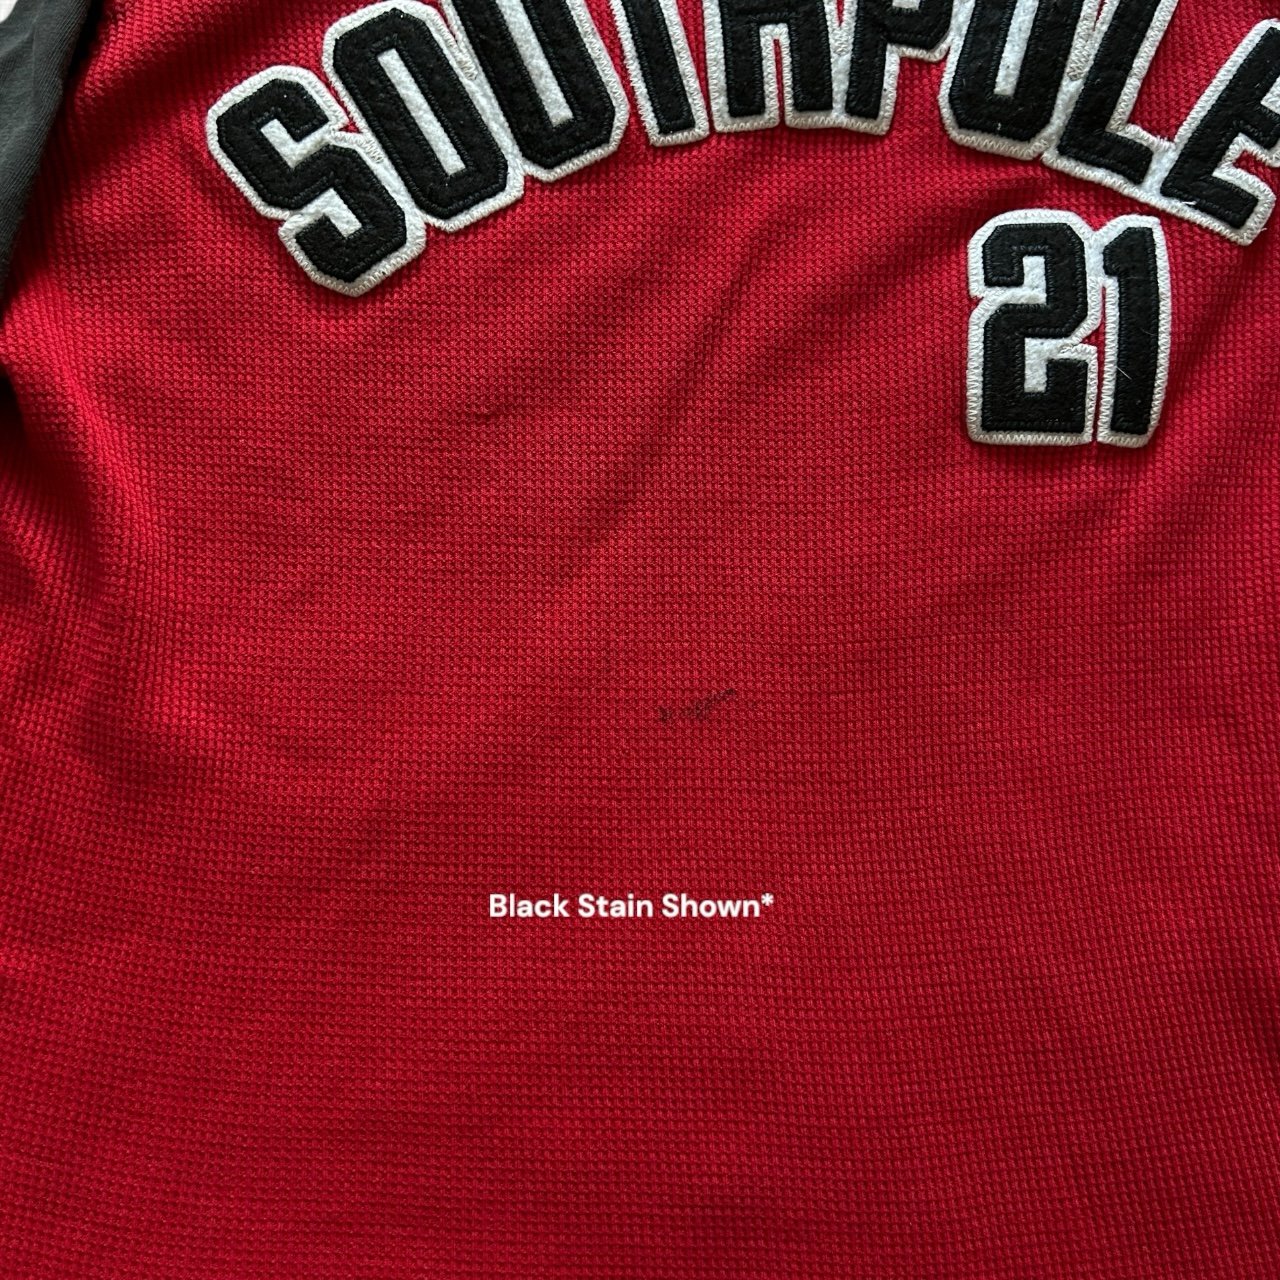 SOUTHPOLE
21
Black Stain Shown*